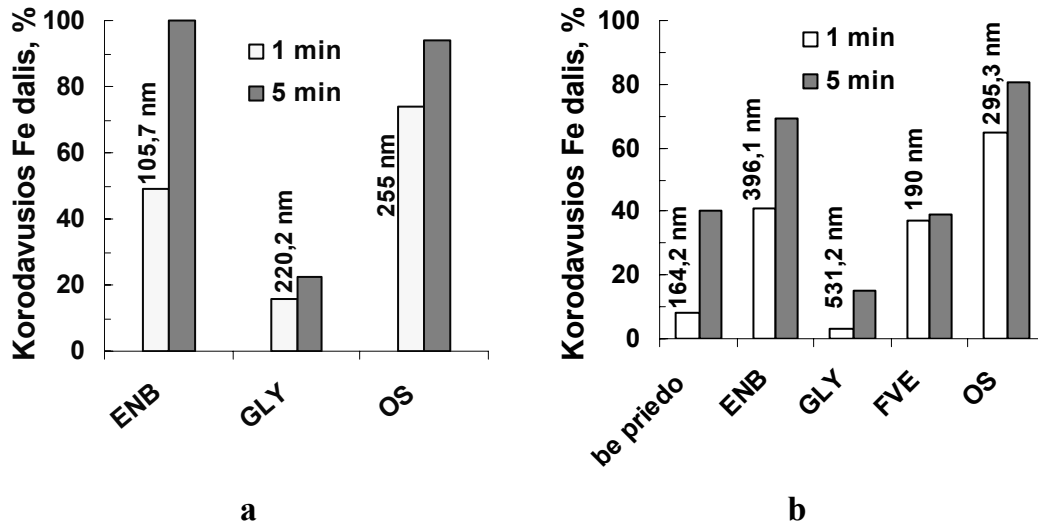 Korodavusios Fe dalis, %
100
80
60
40
20
0
1 min
5 min
105,7 nm
220,2 nm
255 nm
ENB
GLY
OS
a
Korodavusios Fe dalis, %
100
80
60
40
20
0
1 min
5 min
164,2 nm
396,1 nm
531,2 nm
190 nm
295,3 nm
be priedo
ENB
GLY
FVE
OS
b